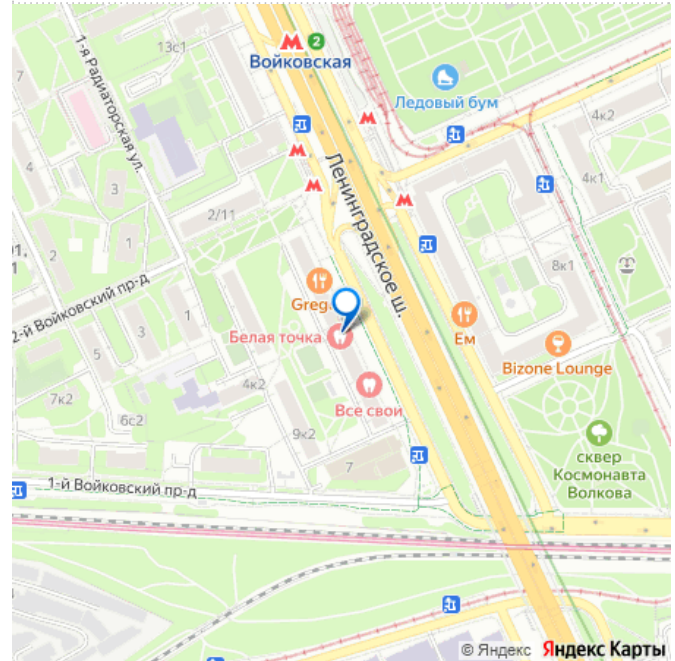 13с1
7
2
Войковская
1-я Радиаторская ул.
Ледовый бум
4к2
4
3
4к1
2/11
Ленинградское ш.
2
1
8к1
2-й Войковский пр-д
Greg
1
Белая точка
Ем
5
Bizone Lounge
4к2
7к2
Все свои
6с2
9к2
7
сквер
Космонавта
Волкова
1-й Войковский пр-д
© Яндекс Яндекс Карты